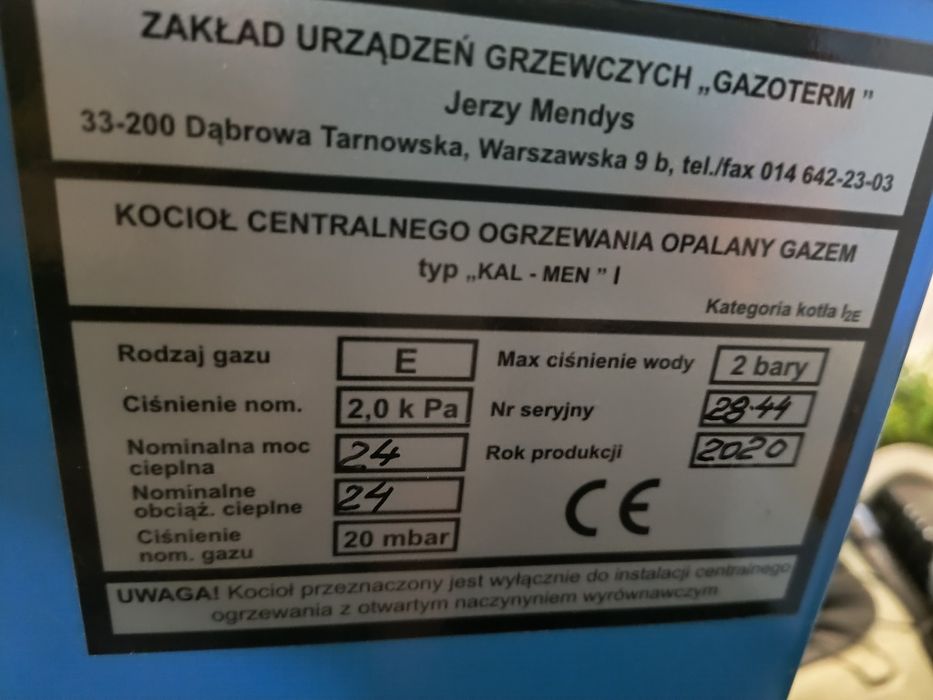 ZAKŁAD URZĄDZEŃ GRZEWCZYCH „GAZOTERM”
Jerzy Mendys
33-200 Dąbrowa Tarnowska, Warszawska 9 b, tel./fax 014 642-23-03
KOCIOŁ CENTRALNEGO OGRZEWANIA OPALANY GAZEM
typ „KAL - MEN” I
Kategoria kotła I2E
Rodzaj gazu E
Ciśnienie nom. 2,0 k Pa
Nominalna moc
cieplna 24
Nominalne
obciąż. cieplne 24
Ciśnienie
nom. gazu 20 mbar
Max ciśnienie wody 2 bary
Nr seryjny 28-44
Rok produkcji 2020
CE
UWAGA! Kocioł przeznaczony jest wyłącznie do instalacji centralnego
ogrzewania z otwartym naczynyniem wyrównawczym